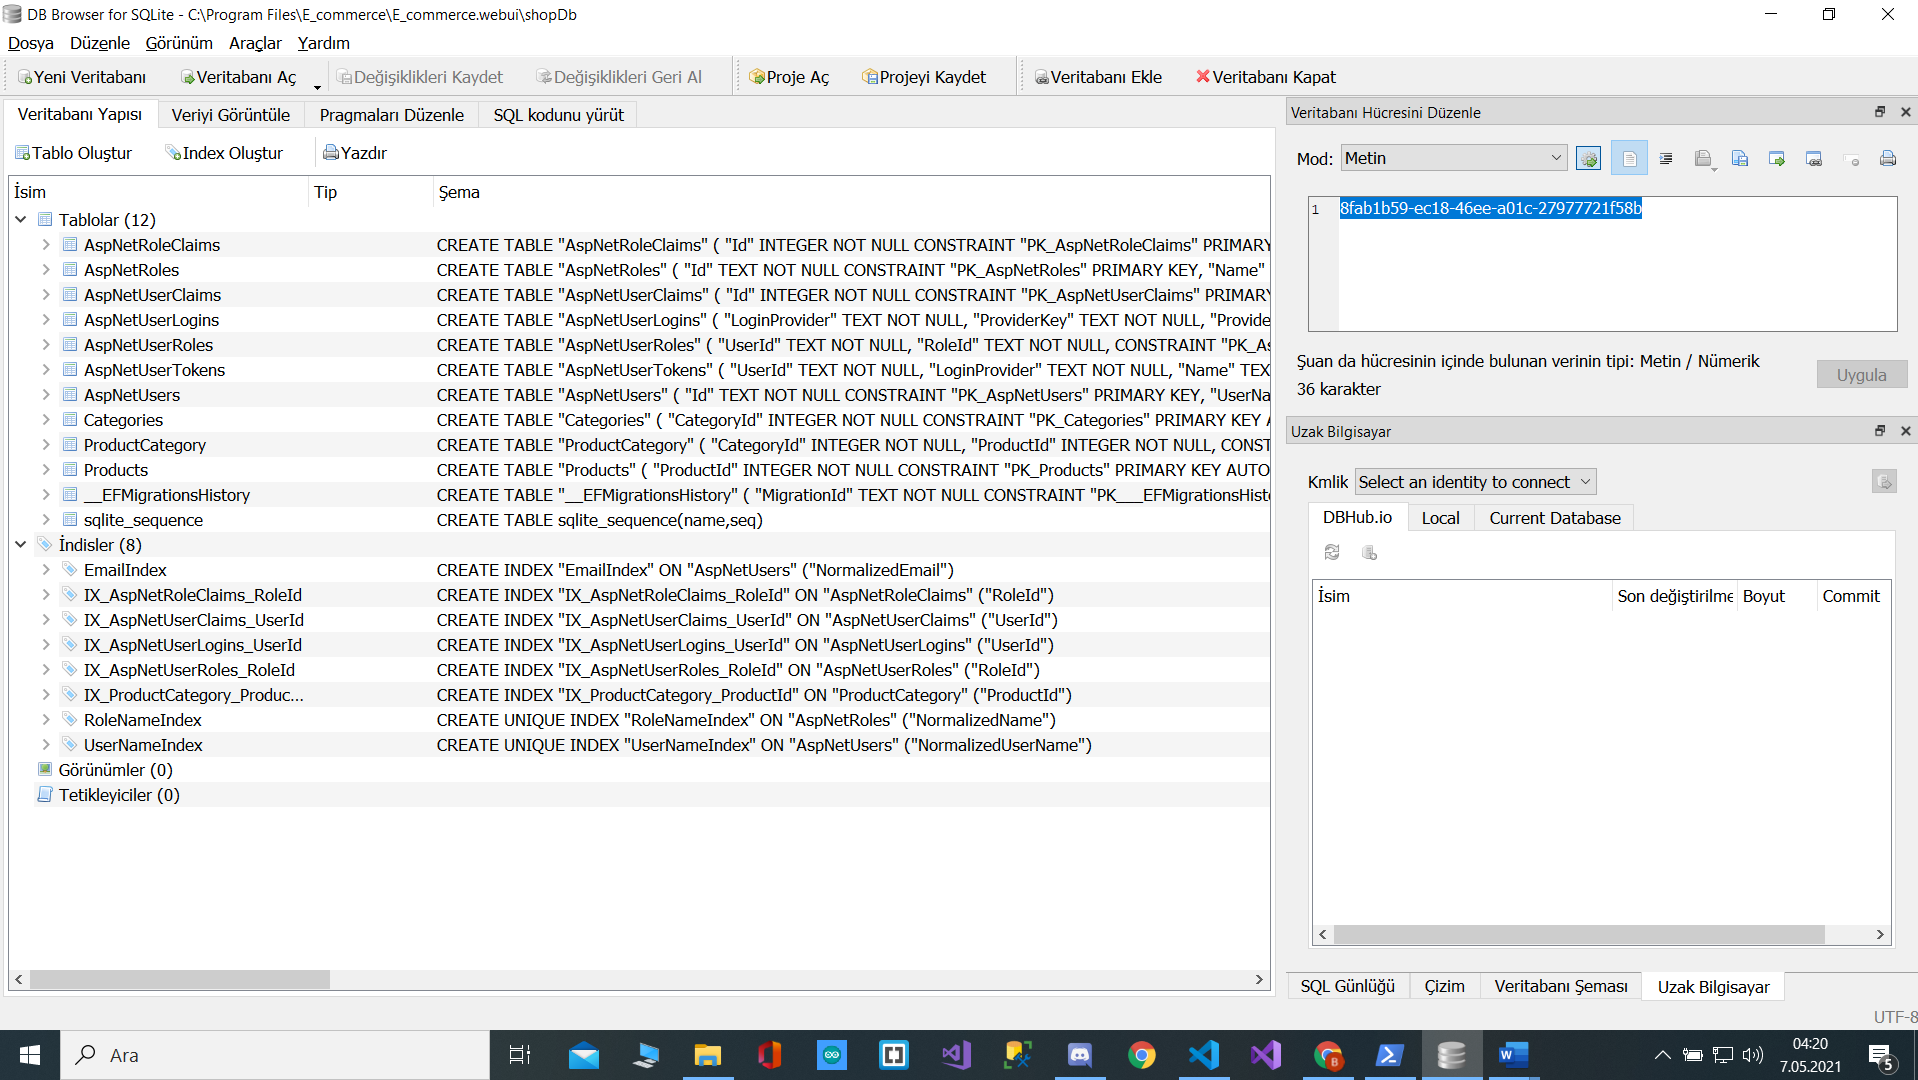 DB Browser for SQLite - C:\Program Files\E_commerce\E_commerce.webui\shopDb
Dosya Düzenle Görünüm Araçlar Yardım
Yeni Veritabanı Veritabanı Aç Değişiklikleri Kaydet Değişiklikleri Geri Al Proje Aç Projeyi Kaydet Veritabanı Ekle Veritabanı Kapat
Veritabanı Yapısı Veriyi Görüntüle Pragmaları Düzenle SQL kodunu yürüt
Tablo Oluştur Index Oluştur Yazdır
İsim Tip Şema
Tablolar (12)
AspNetRoleClaims CREATE TABLE "AspNetRoleClaims" ( "Id" INTEGER NOT NULL CONSTRAINT "PK_AspNetRoleClaims" PRIMARY
AspNetRoles CREATE TABLE "AspNetRoles" ( "Id" TEXT NOT NULL CONSTRAINT "PK_AspNetRoles" PRIMARY KEY, "Name"
AspNetUserClaims CREATE TABLE "AspNetUserClaims" ( "Id" INTEGER NOT NULL CONSTRAINT "PK_AspNetUserClaims" PRIMARY
AspNetUserLogins CREATE TABLE "AspNetUserLogins" ( "LoginProvider" TEXT NOT NULL, "ProviderKey" TEXT NOT NULL, "Provide
AspNetUserRoles CREATE TABLE "AspNetUserRoles" ( "UserId" TEXT NOT NULL, "RoleId" TEXT NOT NULL, CONSTRAINT "PK_As
AspNetUserTokens CREATE TABLE "AspNetUserTokens" ( "UserId" TEXT NOT NULL, "LoginProvider" TEXT NOT NULL, "Name" TEX
AspNetUsers CREATE TABLE "AspNetUsers" ( "Id" TEXT NOT NULL CONSTRAINT "PK_AspNetUsers" PRIMARY KEY, "UserNa
Categories CREATE TABLE "Categories" ( "CategoryId" INTEGER NOT NULL CONSTRAINT "PK_Categories" PRIMARY KEY A
ProductCategory CREATE TABLE "ProductCategory" ( "CategoryId" INTEGER NOT NULL, "ProductId" INTEGER NOT NULL, CONST
Products CREATE TABLE "Products" ( "ProductId" INTEGER NOT NULL CONSTRAINT "PK_Products" PRIMARY KEY AUTO
__EFMigrationsHistory CREATE TABLE "__EFMigrationsHistory" ( "MigrationId" TEXT NOT NULL CONSTRAINT "PK___EFMigrationsHisto
sqlite_sequence CREATE TABLE sqlite_sequence(name,seq)
İndisler (8)
EmailIndex CREATE INDEX "EmailIndex" ON "AspNetUsers" ("NormalizedEmail")
IX_AspNetRoleClaims_RoleId CREATE INDEX "IX_AspNetRoleClaims_RoleId" ON "AspNetRoleClaims" ("RoleId")
IX_AspNetUserClaims_UserId CREATE INDEX "IX_AspNetUserClaims_UserId" ON "AspNetUserClaims" ("UserId")
IX_AspNetUserLogins_UserId CREATE INDEX "IX_AspNetUserLogins_UserId" ON "AspNetUserLogins" ("UserId")
IX_AspNetUserRoles_RoleId CREATE INDEX "IX_AspNetUserRoles_RoleId" ON "AspNetUserRoles" ("RoleId")
IX_ProductCategory_Produc... CREATE INDEX "IX_ProductCategory_ProductId" ON "ProductCategory" ("ProductId")
RoleNameIndex CREATE UNIQUE INDEX "RoleNameIndex" ON "AspNetRoles" ("NormalizedName")
UserNameIndex CREATE UNIQUE INDEX "UserNameIndex" ON "AspNetUsers" ("NormalizedUserName")
Görünümler (0)
Tetikleyiciler (0)
Veritabanı Hücresini Düzenle
Mod: Metin
1 8fab1b59-ec18-46ee-a01c-27977721f58b
Şuan da hücresinin içinde bulunan verinin tipi: Metin / Nümerik
36 karakter
Uygula
Uzak Bilgisayar
Kmlik Select an identity to connect
DBHub.io Local Current Database
İsim Son değiştirilme Boyut Commit
SQL Günlüğü Çizim Veritabanı Şeması Uzak Bilgisayar
UTF-8
Ara
04:20
7.05.2021
5